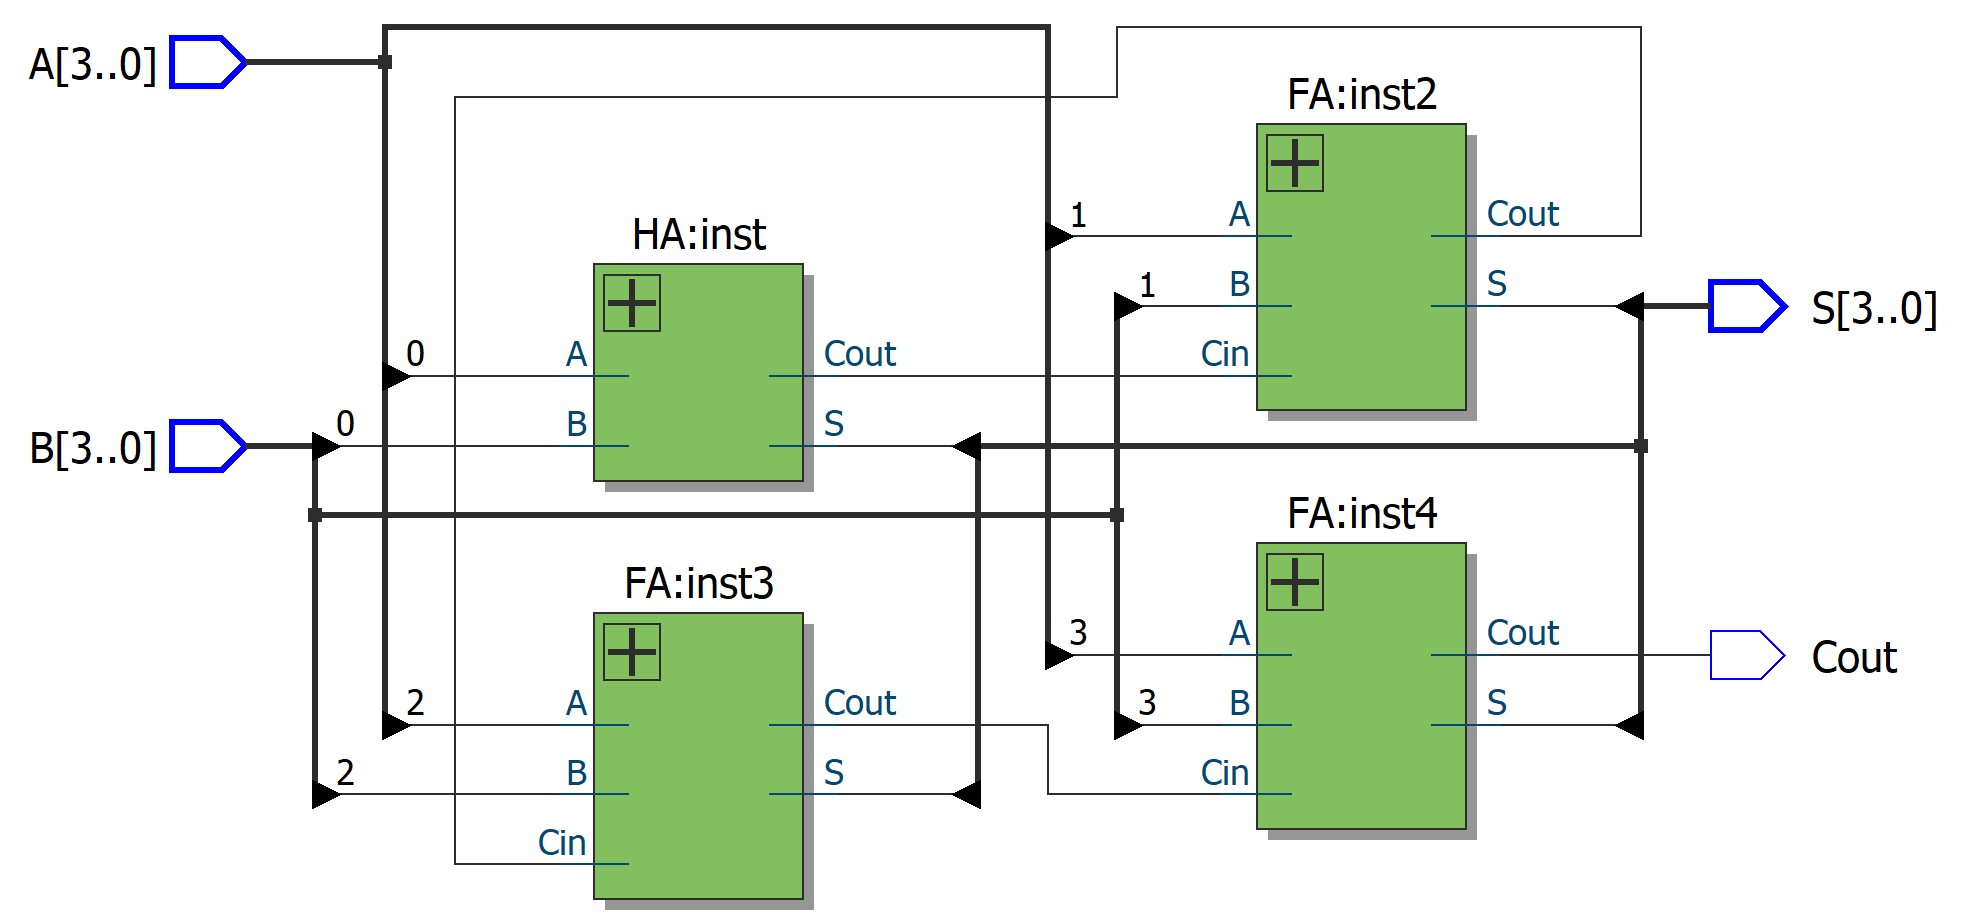 A[3..0]
FA:inst2
1
A
Cout
HA:inst
1
B
S
S[3..0]
0
A
Cout
Cin
B[3..0]
0
B
S
FA:inst4
FA:inst3
3
A
Cout
Cout
2
A
Cout
3
B
S
2
B
S
Cin
Cin